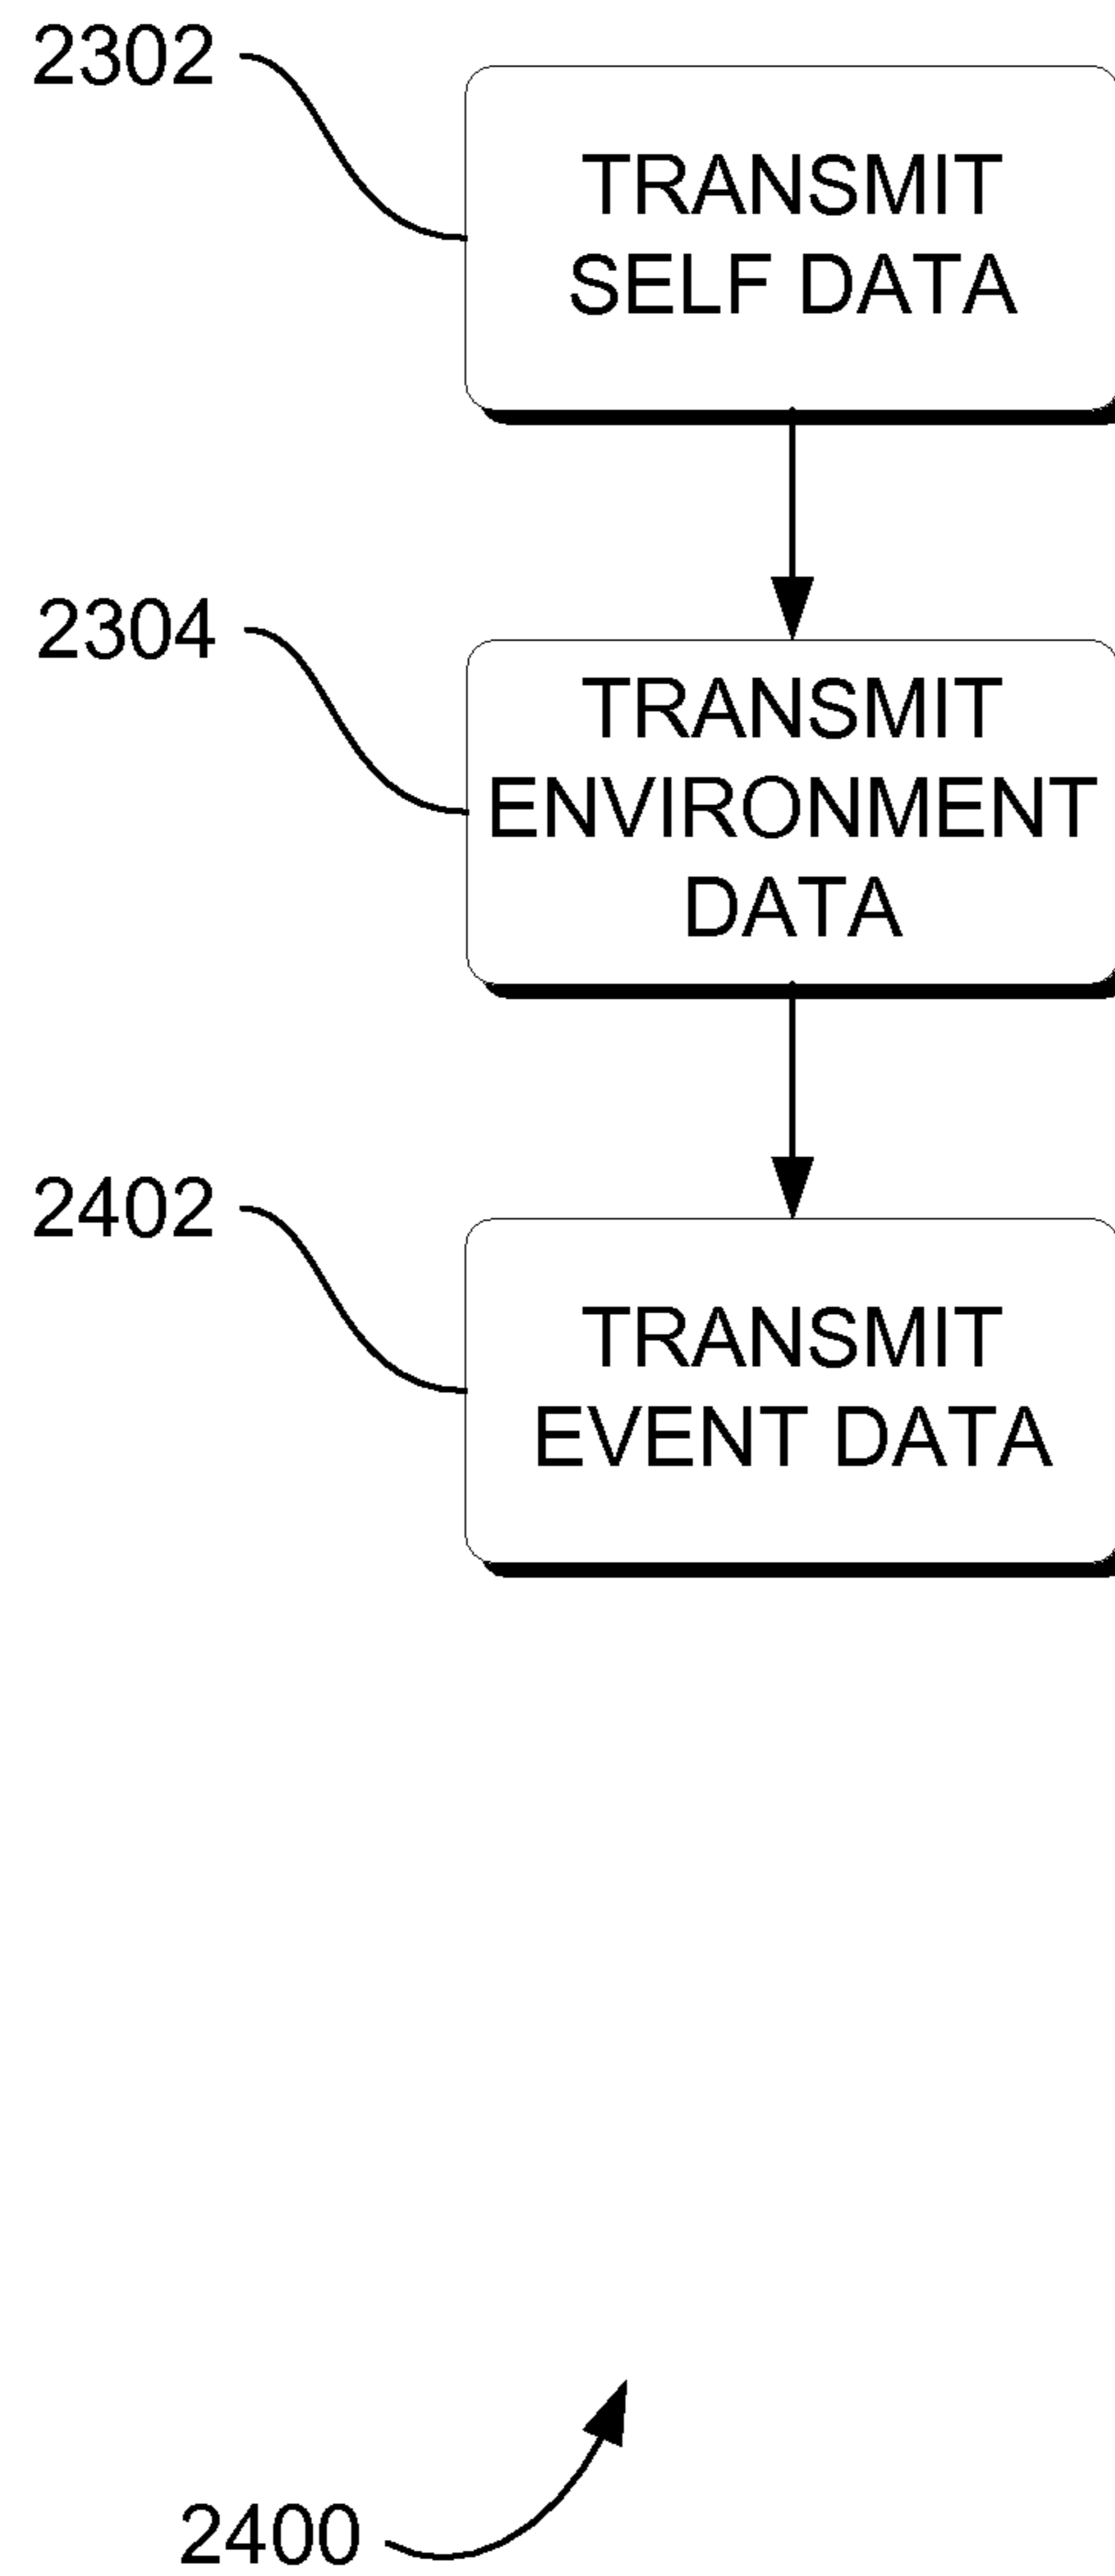 2302
TRANSMIT
SELF DATA
2304
TRANSMIT
ENVIRONMENT
DATA
2402
TRANSMIT
EVENT DATA
2400